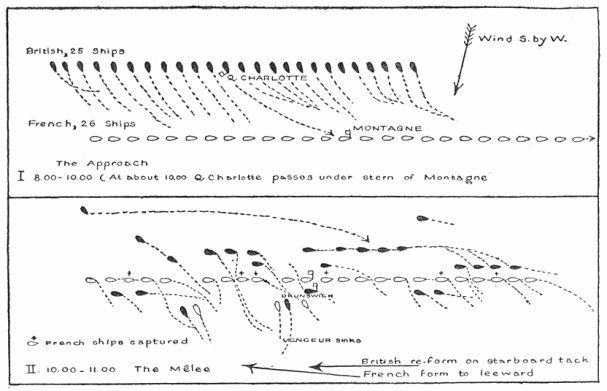 British, 25 Ships
Wind S. by W.
Q. CHARLOTTE
French, 26 Ships
MONTAGNE
The Approach
I 8.00-10.00 (At about 10.00 Q. Charlotte passes under stern of Montagne
BRUNSWICH
VENGEUR SINKS
French ships captured
II. 10.00-11.00 The Mêlee
British re-form on starboard tack
French form to leeward